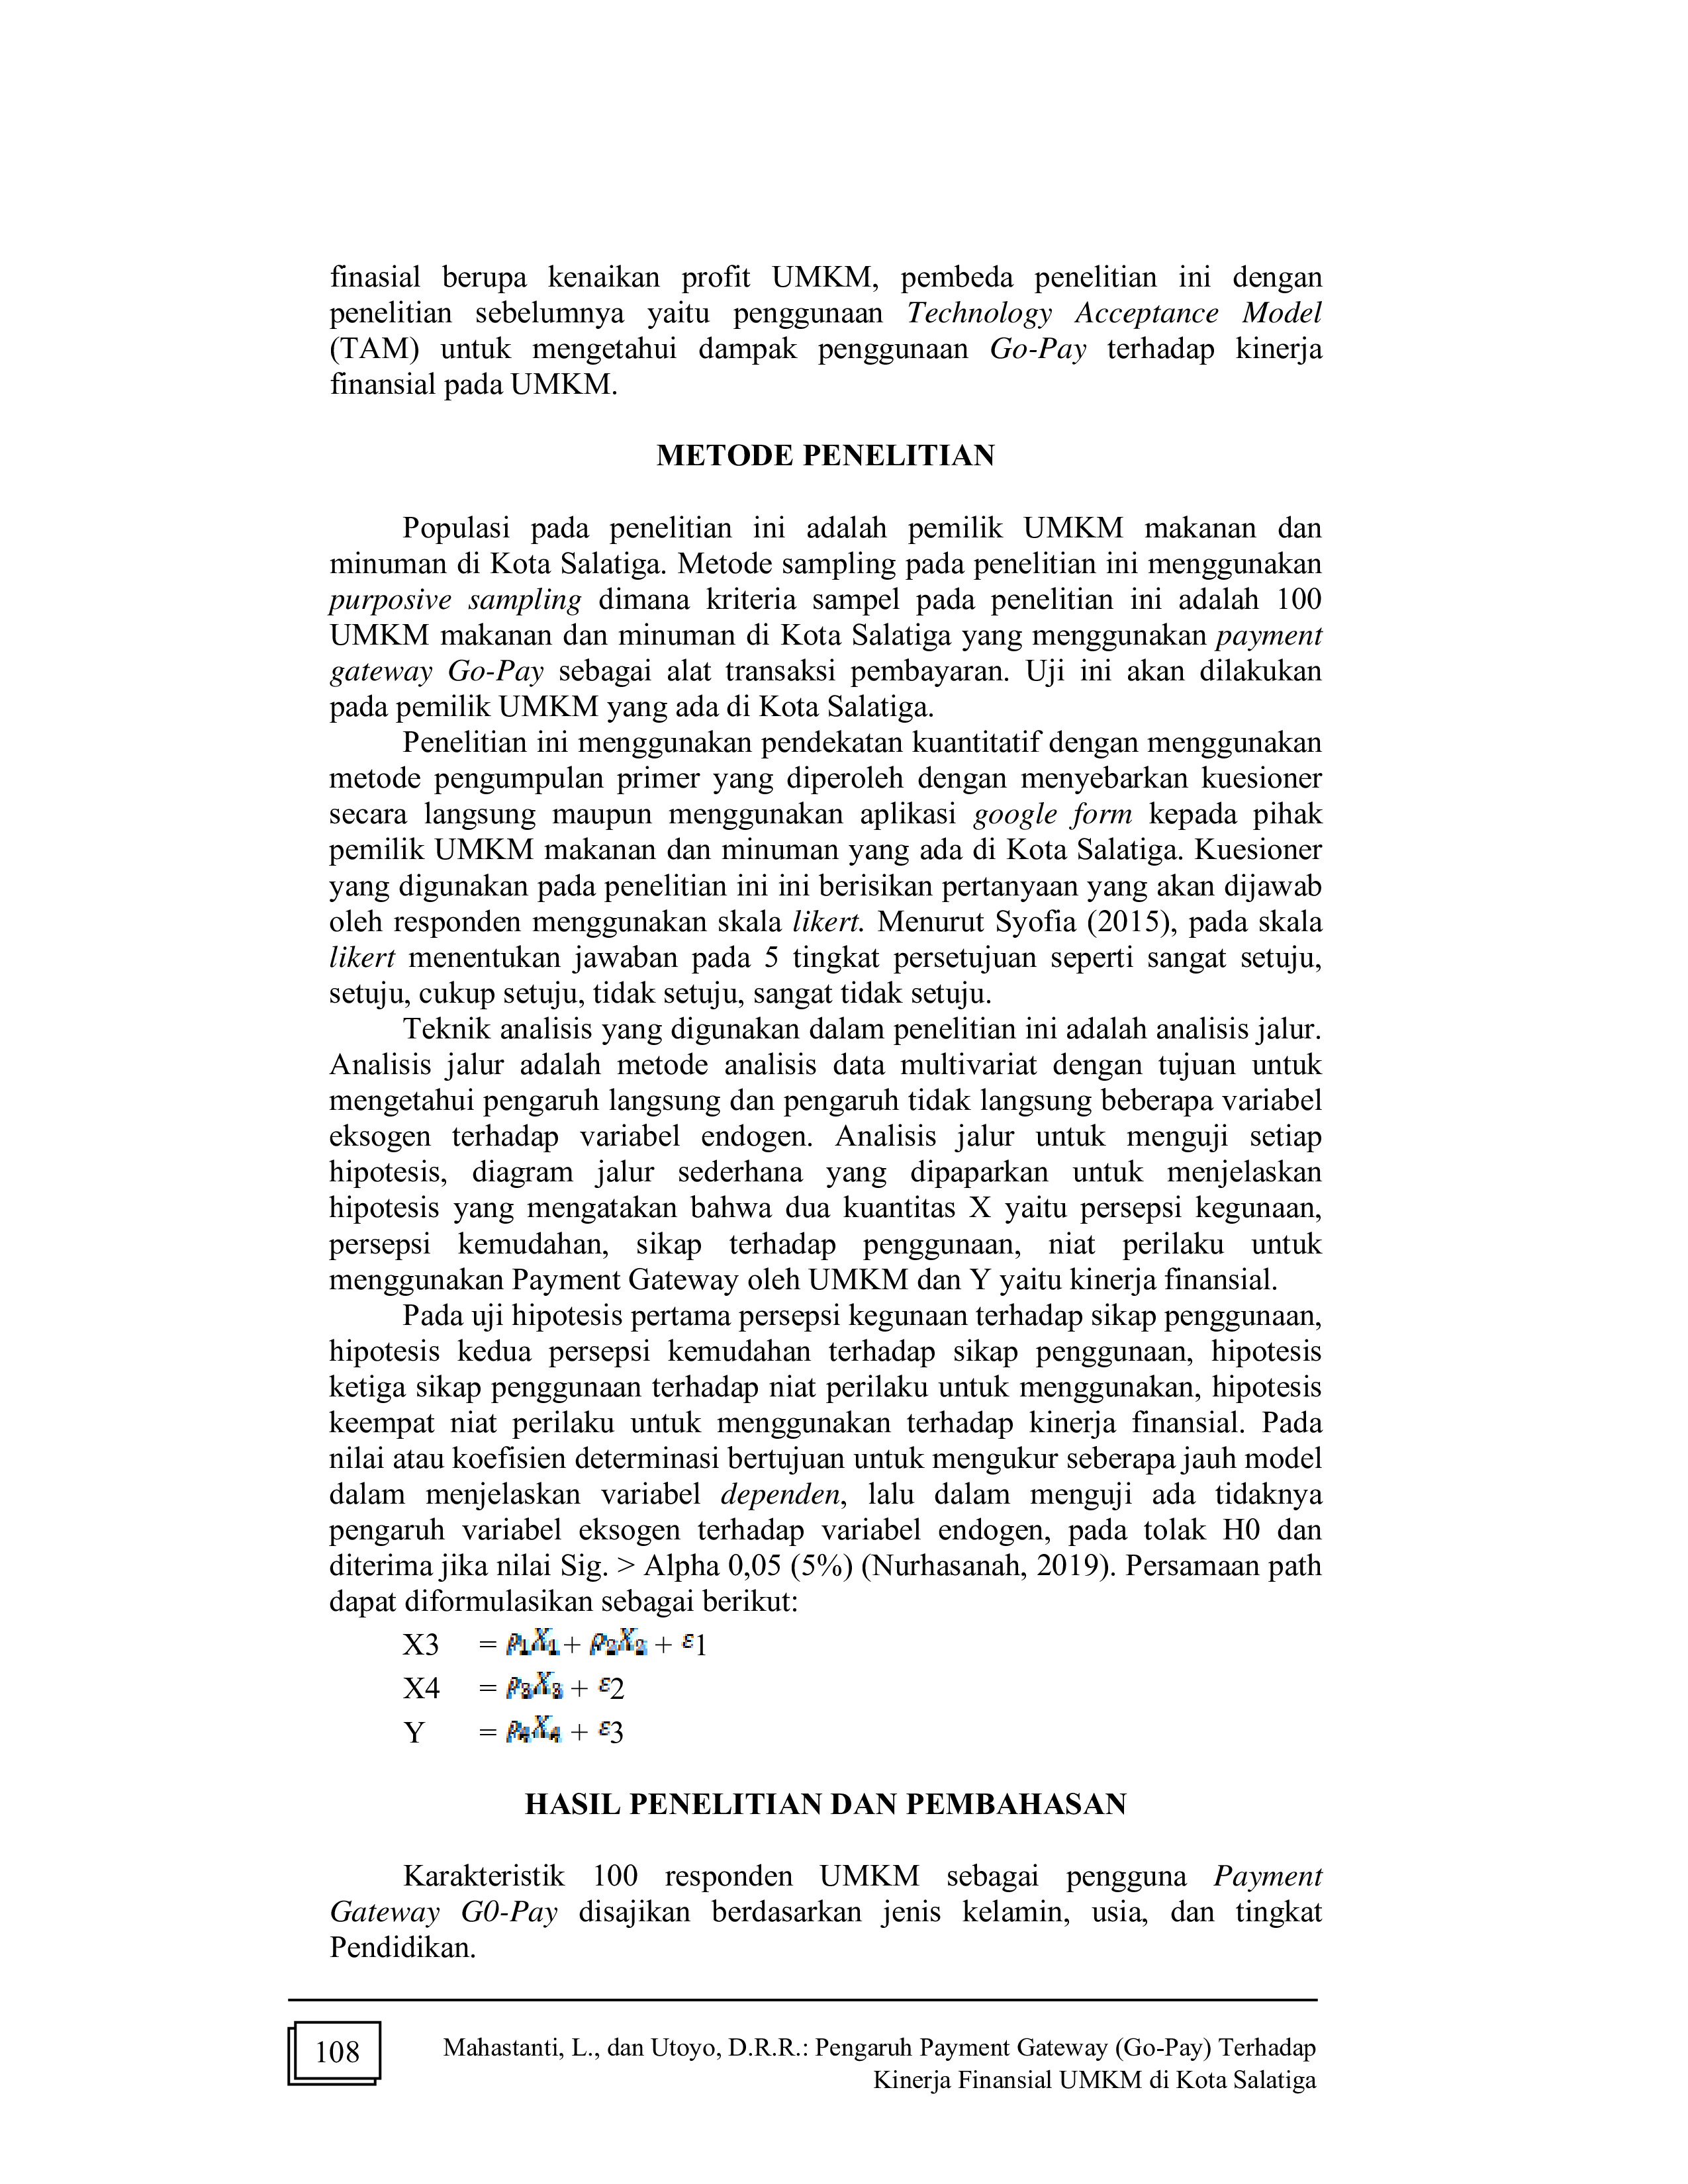 finasial berupa kenaikan profit UMKM, pembeda penelitian ini dengan
penelitian sebelumnya yaitu penggunaan Technology Acceptance Model
(TAM) untuk mengetahui dampak penggunaan Go-Pay terhadap kinerja
finansial pada UMKM.
METODE PENELITIAN
Populasi pada penelitian ini adalah pemilik UMKM makanan dan
minuman di Kota Salatiga. Metode sampling pada penelitian ini menggunakan
purposive sampling dimana kriteria sampel pada penelitian ini adalah 100
UMKM makanan dan minuman di Kota Salatiga yang menggunakan payment
gateway Go-Pay sebagai alat transaksi pembayaran. Uji ini akan dilakukan
pada pemilik UMKM yang ada di Kota Salatiga.
Penelitian ini menggunakan pendekatan kuantitatif dengan menggunakan
metode pengumpulan primer yang diperoleh dengan menyebarkan kuesioner
secara langsung maupun menggunakan aplikasi google form kepada pihak
pemilik UMKM makanan dan minuman yang ada di Kota Salatiga. Kuesioner
yang digunakan pada penelitian ini ini berisikan pertanyaan yang akan dijawab
oleh responden menggunakan skala likert. Menurut Syofia (2015), pada skala
likert menentukan jawaban pada 5 tingkat persetujuan seperti sangat setuju,
setuju, cukup setuju, tidak setuju, sangat tidak setuju.
Teknik analisis yang digunakan dalam penelitian ini adalah analisis jalur.
Analisis jalur adalah metode analisis data multivariat dengan tujuan untuk
mengetahui pengaruh langsung dan pengaruh tidak langsung beberapa variabel
eksogen terhadap variabel endogen. Analisis jalur untuk menguji setiap
hipotesis, diagram jalur sederhana yang dipaparkan untuk menjelaskan
hipotesis yang mengatakan bahwa dua kuantitas X yaitu persepsi kegunaan,
persepsi kemudahan, sikap terhadap penggunaan, niat perilaku untuk
menggunakan Payment Gateway oleh UMKM dan Y yaitu kinerja finansial.
Pada uji hipotesis pertama persepsi kegunaan terhadap sikap penggunaan,
hipotesis kedua persepsi kemudahan terhadap sikap penggunaan, hipotesis
ketiga sikap penggunaan terhadap niat perilaku untuk menggunakan, hipotesis
keempat niat perilaku untuk menggunakan terhadap kinerja finansial. Pada
nilai atau koefisien determinasi bertujuan untuk mengukur seberapa jauh model
dalam menjelaskan variabel dependen, lalu dalam menguji ada tidaknya
pengaruh variabel eksogen terhadap variabel endogen, pada tolak H0 dan
diterima jika nilai Sig. > Alpha 0,05 (5%) (Nurhasanah, 2019). Persamaan path
dapat diformulasikan sebagai berikut:
X3 = ρ₁X₁ + ρ₂X₂ + ε1
X4 = ρ₃X₃ + ε2
Y = ρ₄X₄ + ε3
HASIL PENELITIAN DAN PEMBAHASAN
Karakteristik 100 responden UMKM sebagai pengguna Payment
Gateway G0-Pay disajikan berdasarkan jenis kelamin, usia, dan tingkat
Pendidikan.
108
Mahastanti, L., dan Utoyo, D.R.R.: Pengaruh Payment Gateway (Go-Pay) Terhadap
Kinerja Finansial UMKM di Kota Salatiga